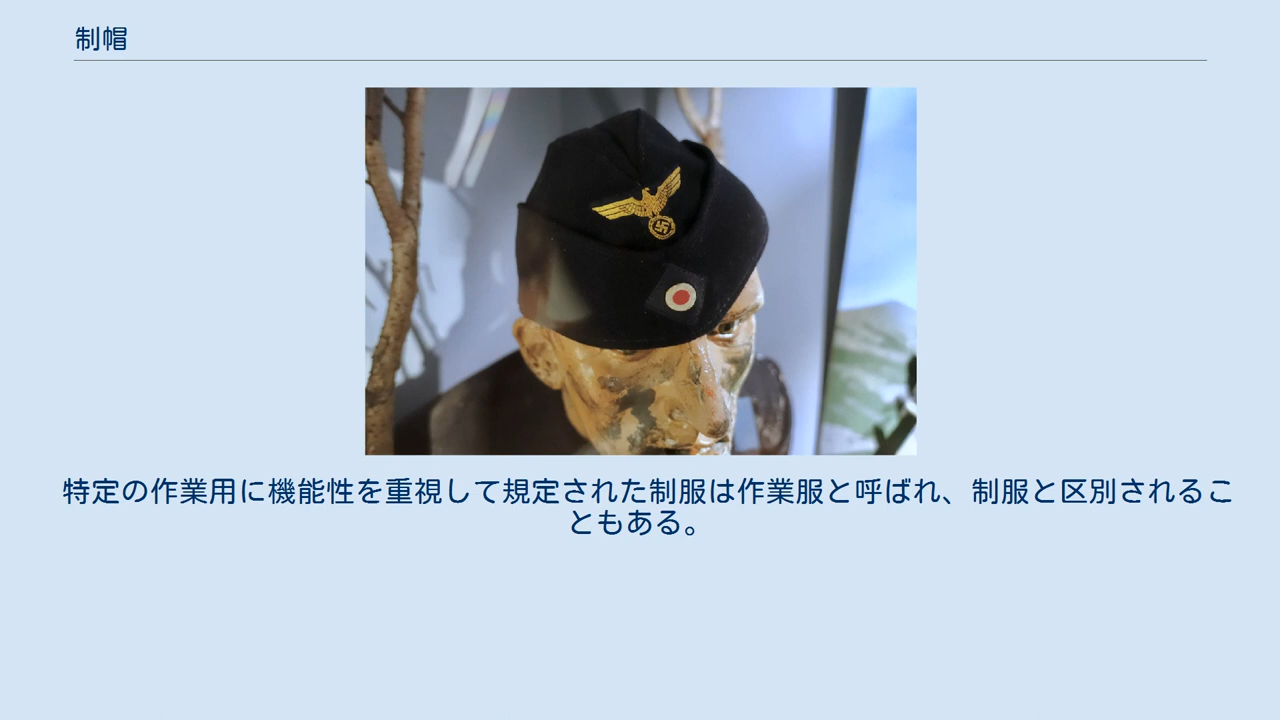 制帽
特定の作業用に機能性を重視して規定された制服は作業服と呼ばれ、制服と区別されるこ
ともある。